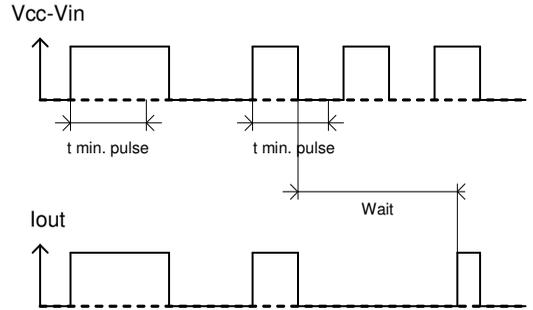 Vcc-Vin
t min. pulse
t min. pulse
Wait
Iout